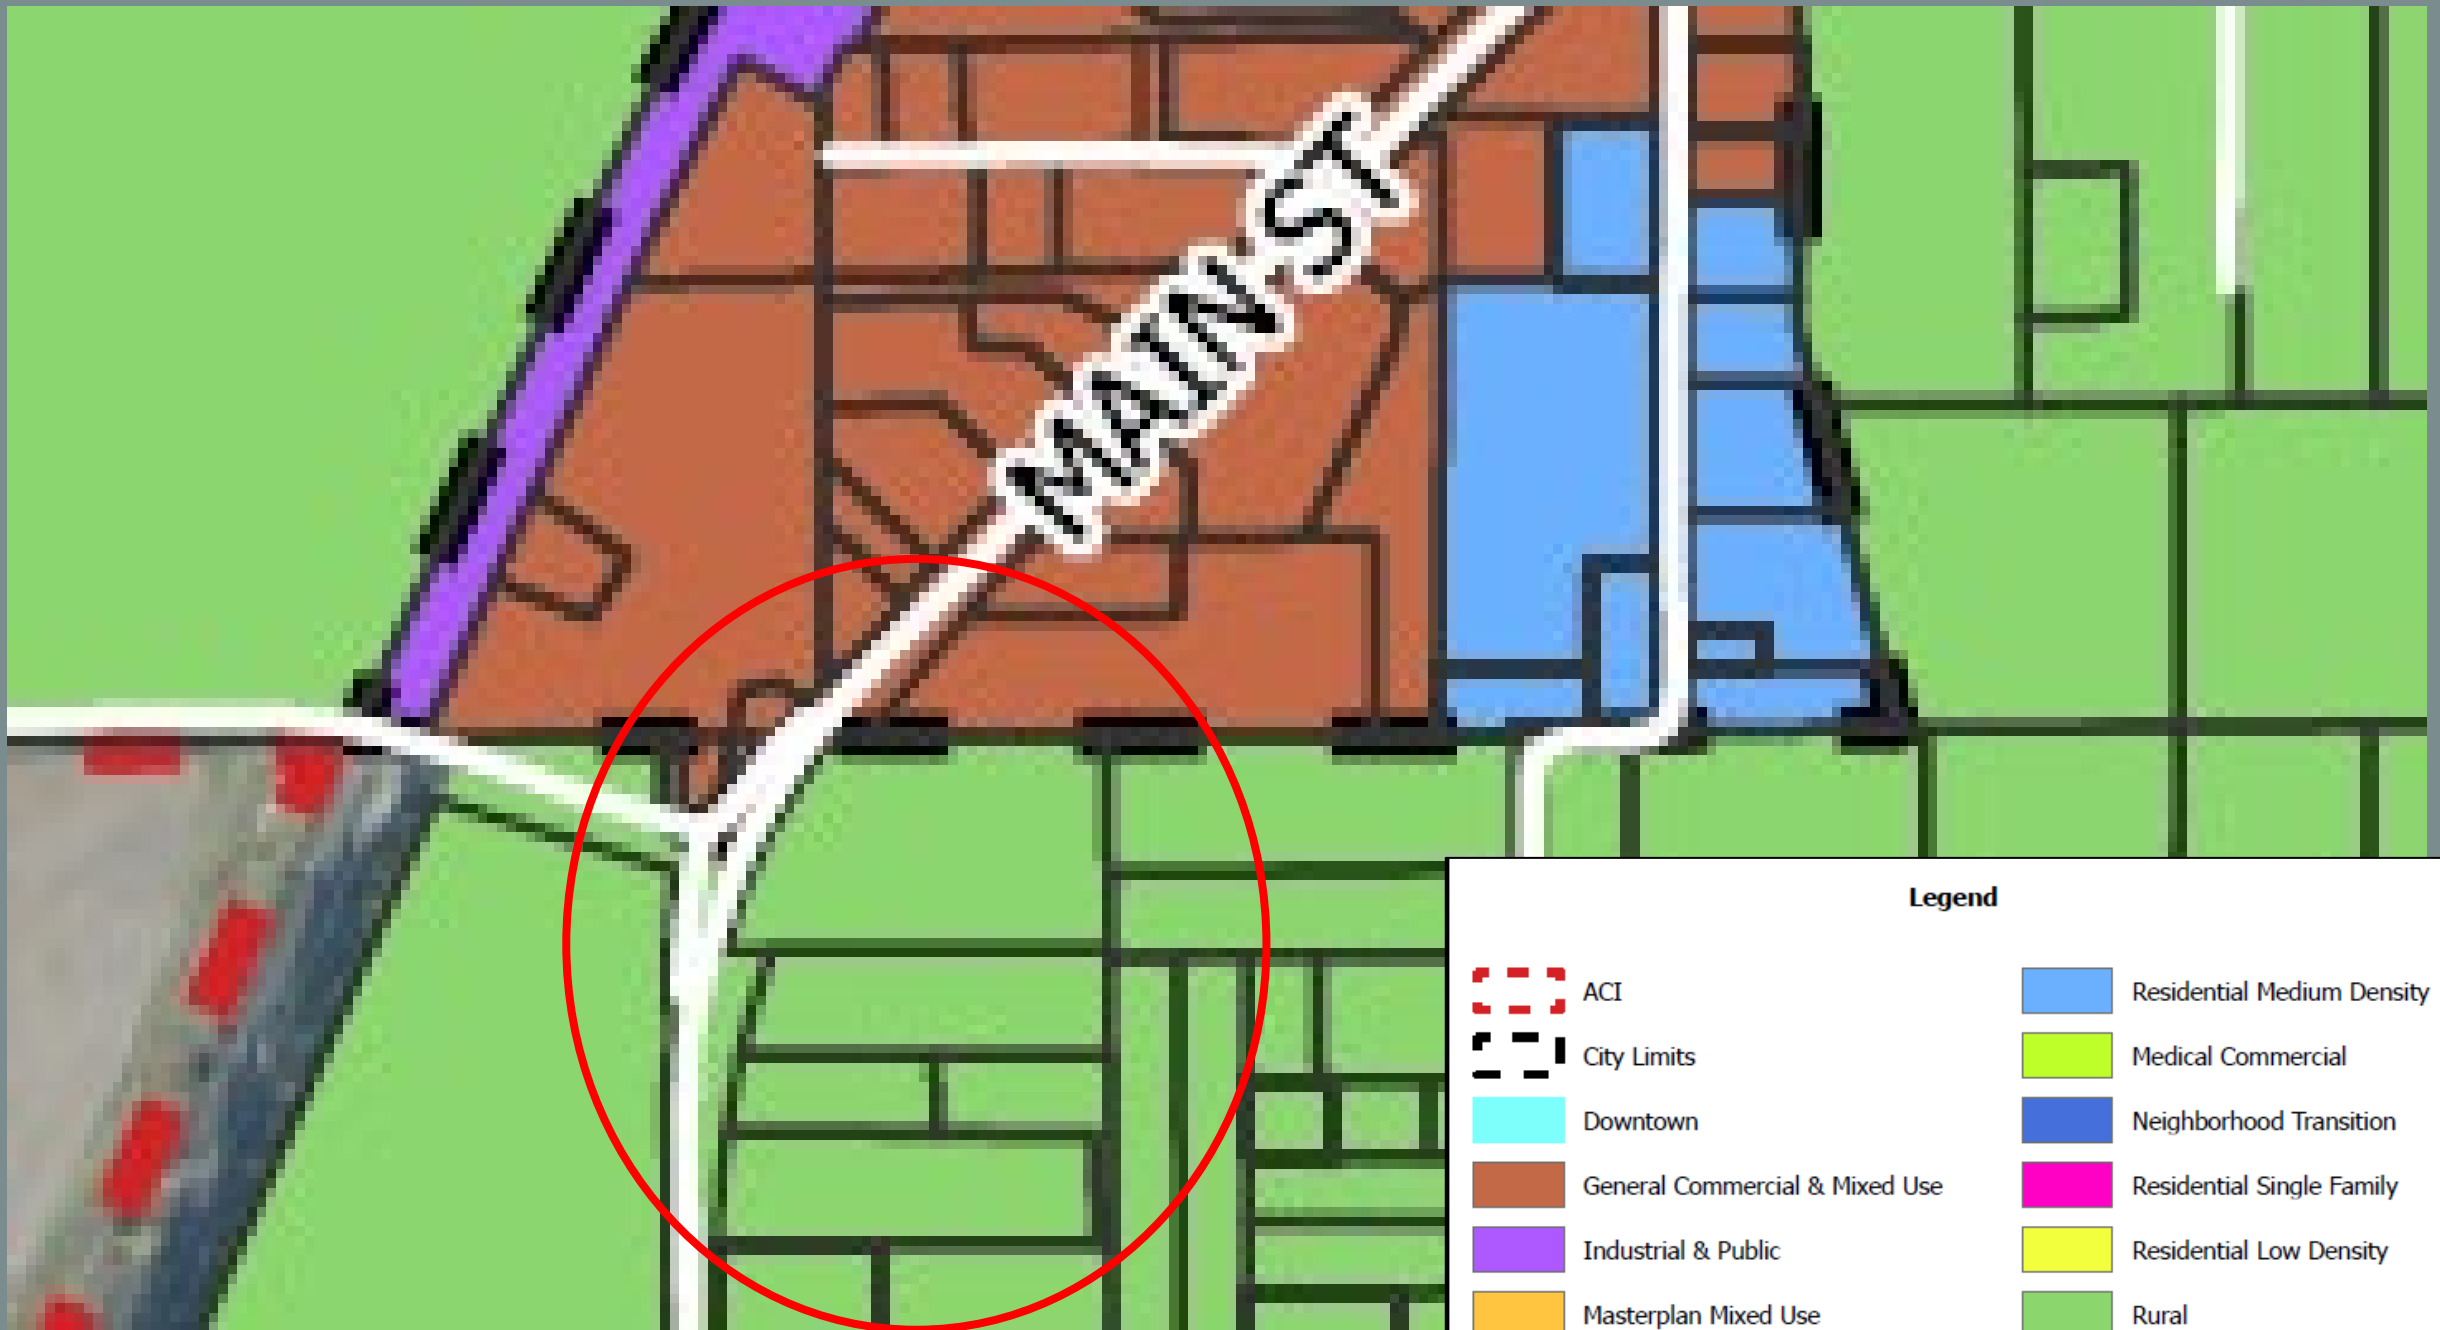 MAIN ST
Legend
ACI
City Limits
Downtown
General Commercial & Mixed Use
Industrial & Public
Masterplan Mixed Use
Residential Medium Density
Medical Commercial
Neighborhood Transition
Residential Single Family
Residential Low Density
Rural